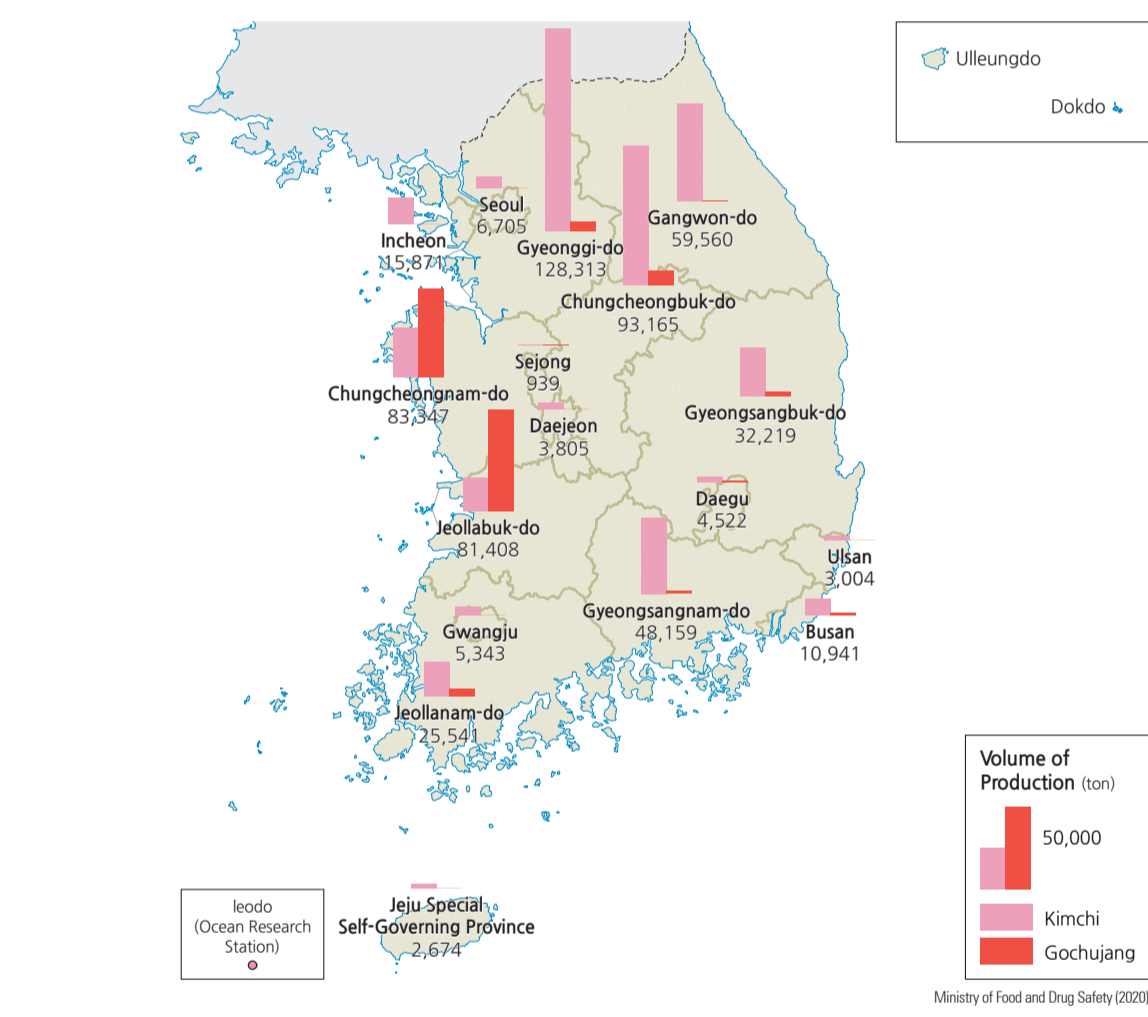 Ulleungdo
Dokdo
Seoul
6,705
Incheon
15,871
Gyeonggi-do
128,313
Gangwon-do
59,560
Chungcheongbuk-do
93,165
Chungcheongnam-do
83,347
Sejong
939
Daejeon
3,805
Gyeongsangbuk-do
32,219
Daegu
4,522
Jeollabuk-do
81,408
Ulsan
3,004
Gyeongsangnam-do
48,159
Busan
10,941
Gwangju
5,343
Jeollanam-do
25,541
Jeju Special
Self-Governing Province
2,674
Ieodo
(Ocean Research
Station)
Volume of
Production (ton)
50,000
Kimchi
Gochujang
Ministry of Food and Drug Safety (2020)